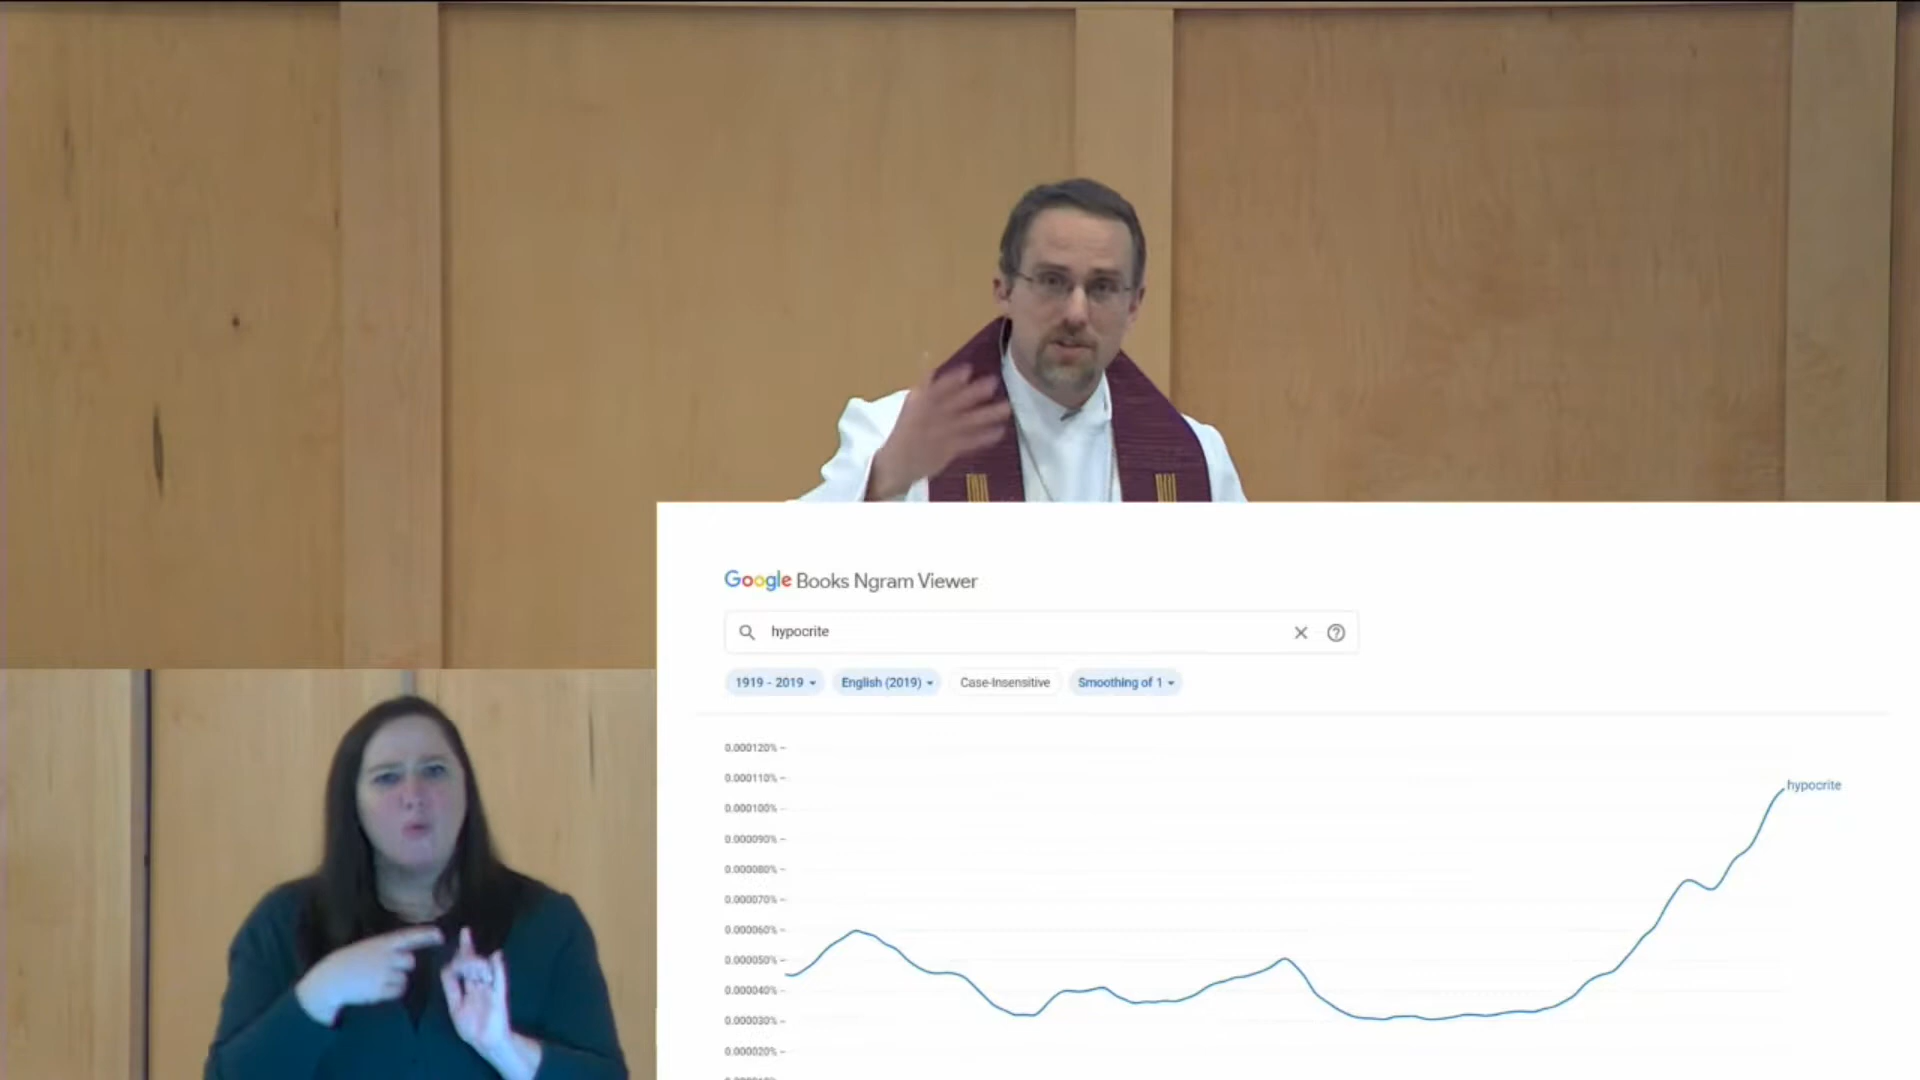 Google Books Ngram Viewer
hypocrite
1919 - 2019 English (2019) Case-Insensitive Smoothing of 1
0.000120%
0.000110%
hypocrite
0.000100%
0.000090%
0.000080%
0.000070%
0.000060%
0.000050%
0.000040%
0.000030%
0.000020%